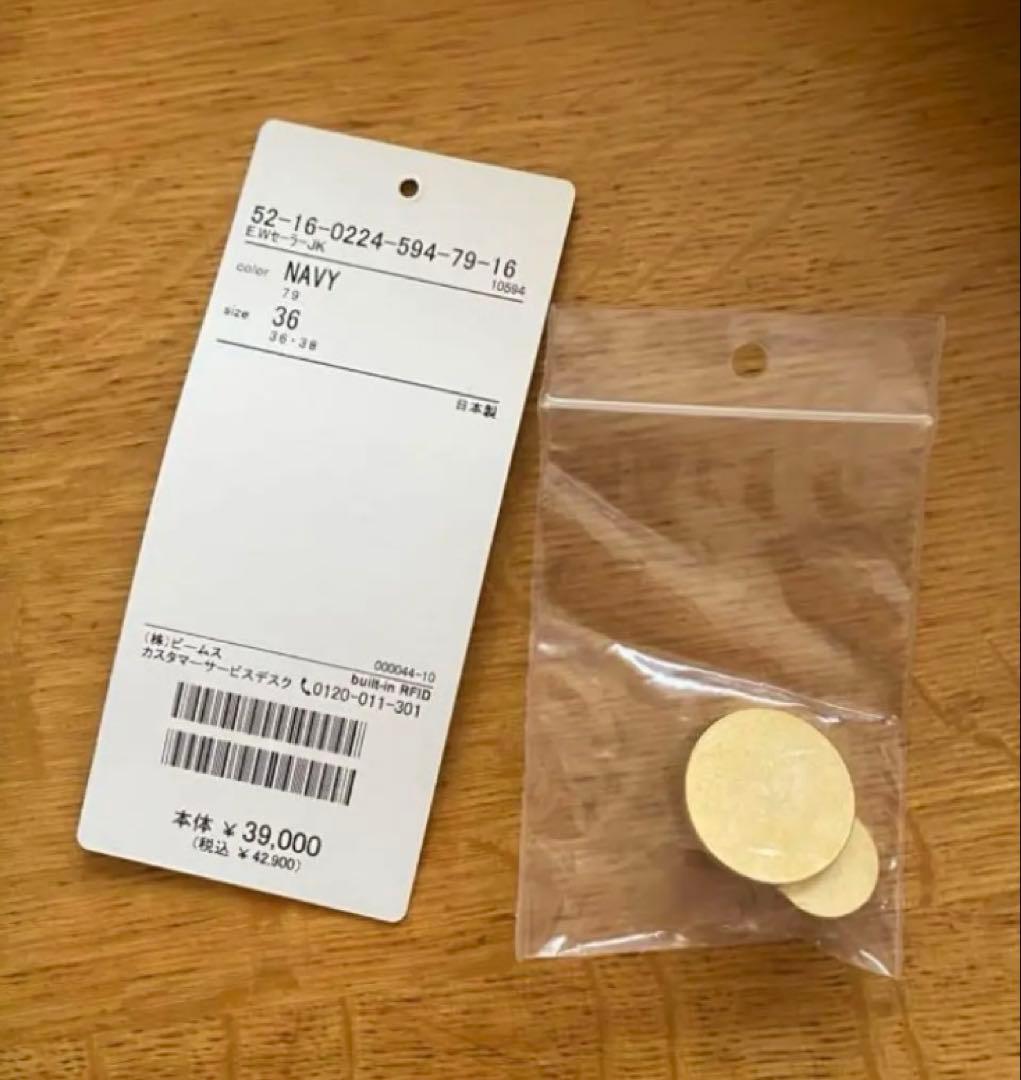 52-16-0224-594-79-16
E.Wセーラー JK
10594
color NAVY
79
size 36
36・38
日本製
(株)ビームス
カスタマーサービスデスク
000044-10
built-in RFID
0120-011-301
本体 ¥39,000
(税込 ¥42,900)